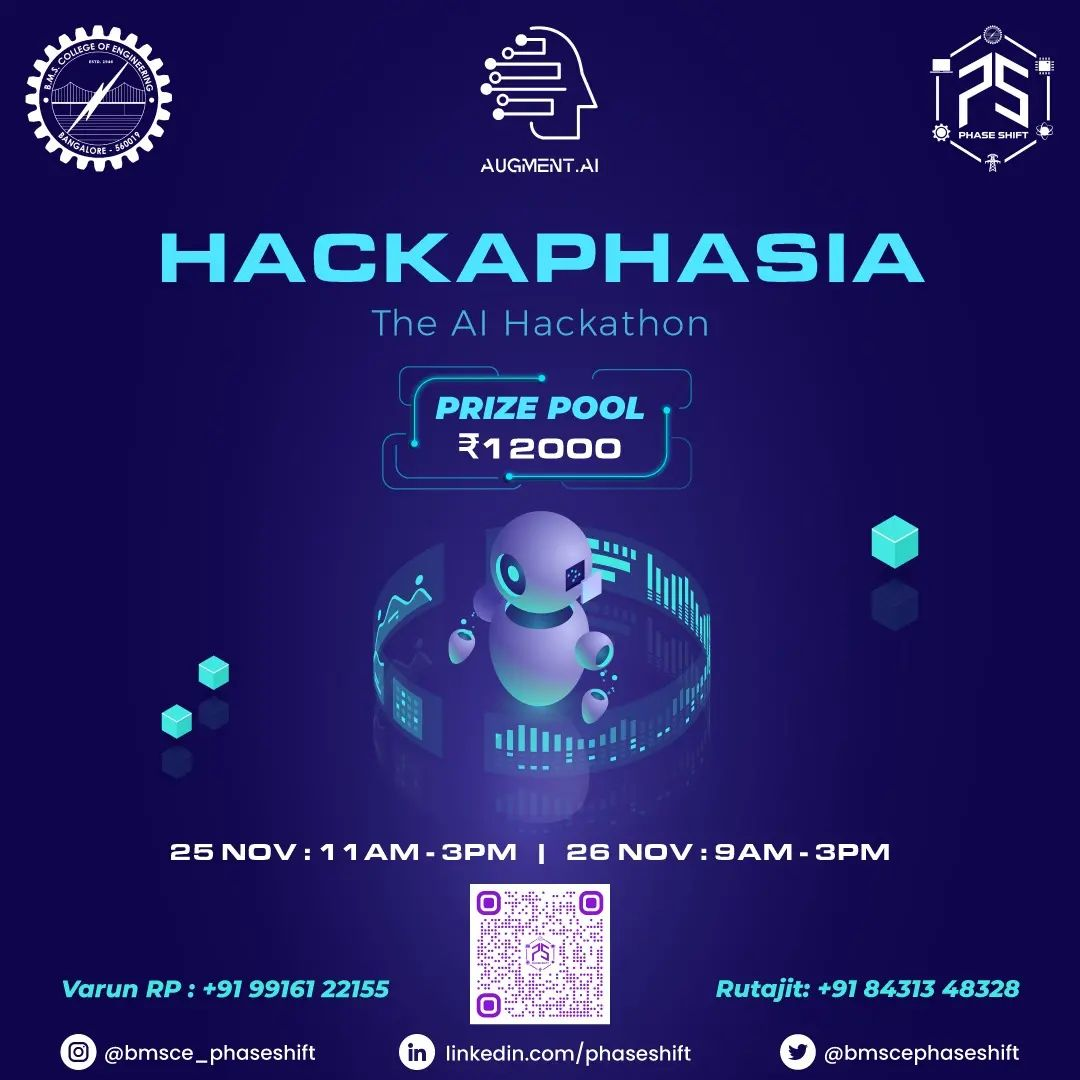 B.M.S. COLLEGE OF ENGINEERING
ESTD. 1946
BANGALORE - 560019
AUGMENT.AI
PS
PHASE SHIFT
HACKAPHASIA
The AI Hackathon
PRIZE POOL
₹12000
25 NOV : 11AM - 3PM | 26 NOV : 9AM - 3PM
Varun RP : +91 99161 22155
Rutajit: +91 84313 48328
@bmsce_phaseshift
linkedin.com/phaseshift
@bmscephaseshift